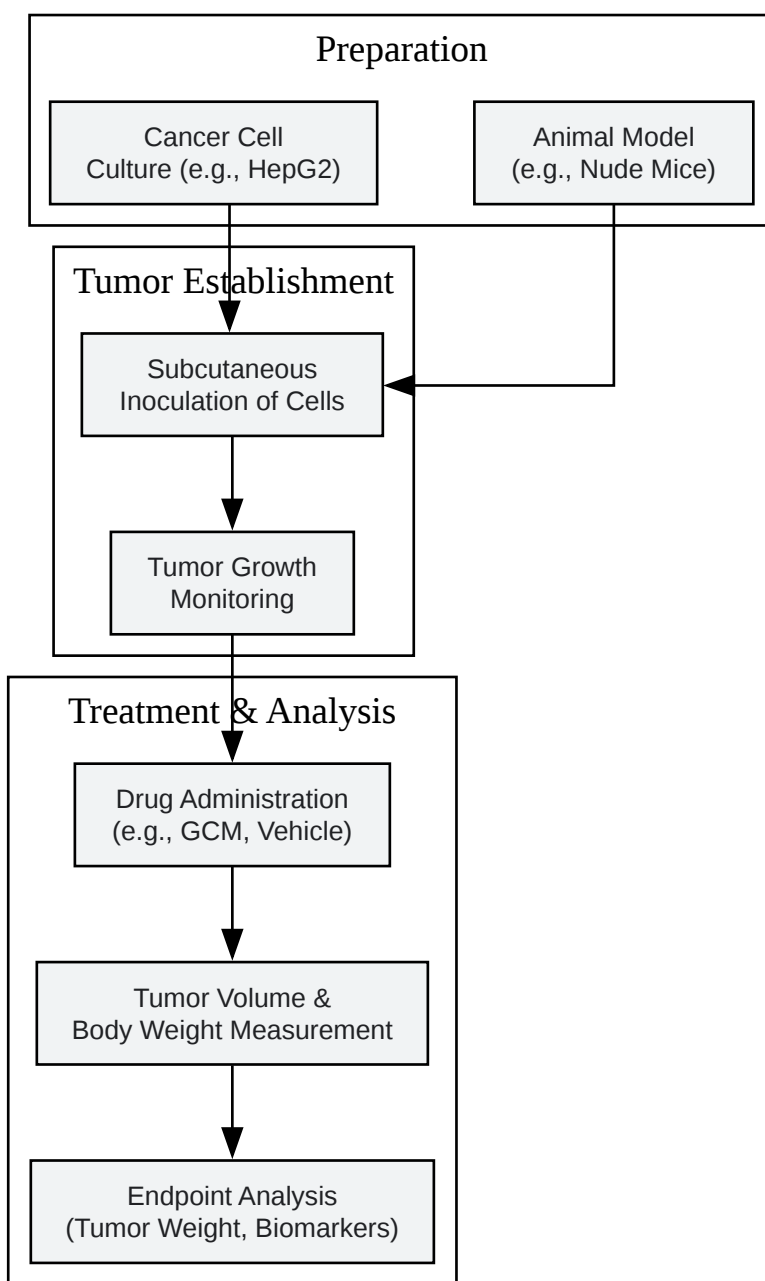 Preparation
Cancer Cell
Culture (e.g., HepG2)
Animal Model
(e.g., Nude Mice)
Tumor Establishment
Subcutaneous
Inoculation of Cells
Tumor Growth
Monitoring
Treatment & Analysis
Drug Administration
(e.g., GCM, Vehicle)
Tumor Volume &
Body Weight Measurement
Endpoint Analysis
(Tumor Weight, Biomarkers)